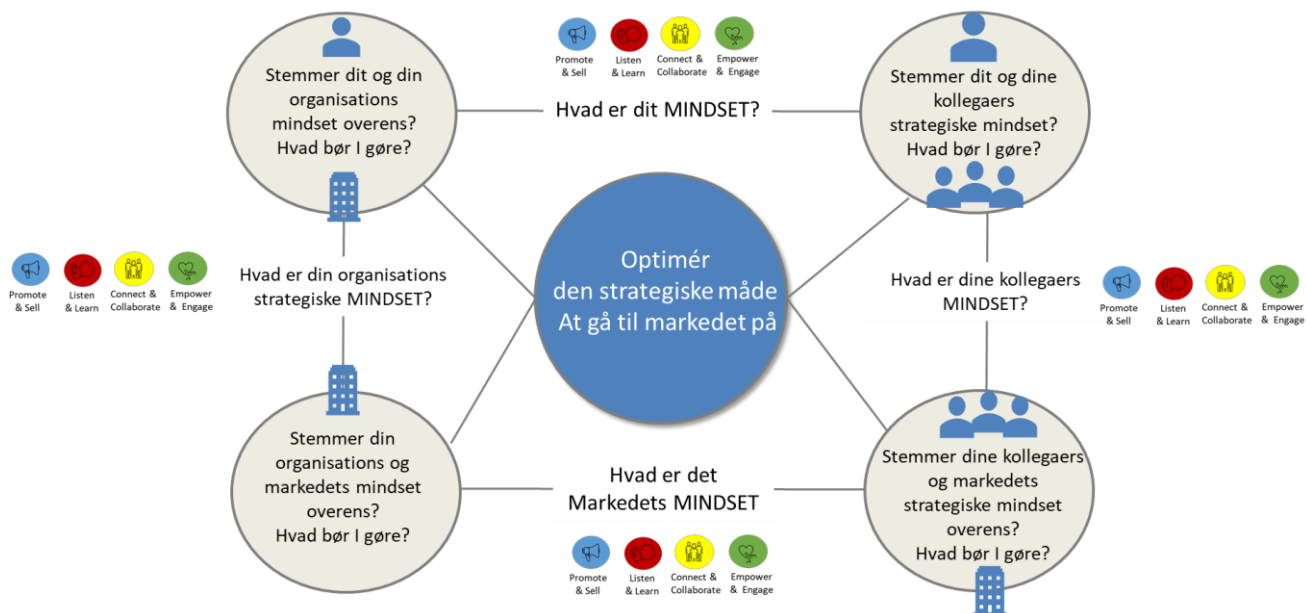 Stemmer dit og din
organisations
mindset overens?
Hvad bør I gøre?
Promote
& Sell
Listen
& Learn
Connect &
Collaborate
Empower
& Engage
Hvad er dit MINDSET?
Stemmer dit og dine
kollegaers
strategiske mindset?
Hvad bør I gøre?
Promote
& Sell
Listen
& Learn
Connect &
Collaborate
Empower
& Engage
Hvad er din organisations
strategiske MINDSET?
Optimér
den strategiske måde
At gå til markedet på
Hvad er dine kollegaers
MINDSET?
Promote
& Sell
Listen
& Learn
Connect &
Collaborate
Empower
& Engage
Stemmer din
organisations og
markedets mindset
overens?
Hvad bør I gøre?
Hvad er det
Markedets MINDSET
Promote
& Sell
Listen
& Learn
Connect &
Collaborate
Empower
& Engage
Stemmer dine kollegaers
og markedets
strategiske mindset
overens?
Hvad bør I gøre?